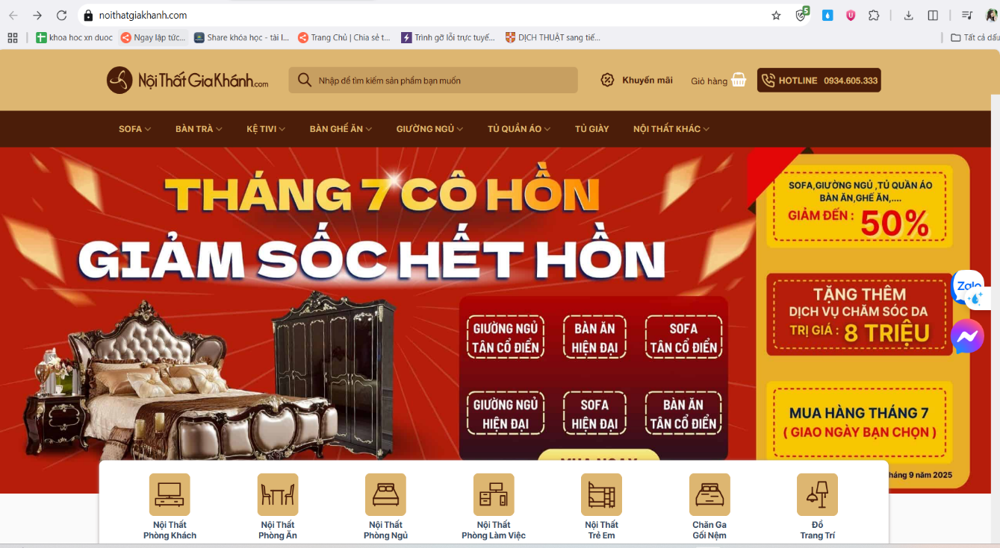 noithatgiakhanh.com
5
khoa hoc xn duoc
Ngay lập tức...
Share khóa học - tài l...
Trang Chủ | Chia sẻ t...
Trình gỡ lỗi trực tuyế...
DỊCH THUẬT sang tiế...
Tất cả dấu
Nội Thất Gia Khánh.com
Nhập để tìm kiếm sản phẩm bạn muốn
Khuyến mãi
Giỏ hàng
HOTLINE 0934.605.333
SOFA
BÀN TRÀ
KỆ TIVI
BÀN GHẾ ĂN
GIƯỜNG NGỦ
TỦ QUẦN ÁO
TỦ GIÀY
NỘI THẤT KHÁC
THÁNG 7 CÔ HỒN
GIẢM SỐC HẾT HỒN
SOFA,GIƯỜNG NGỦ ,TỦ QUẦN ÁO
BÀN ĂN,GHẾ ĂN,....
GIẢM ĐẾN : 50%
TẶNG THÊM
DỊCH VỤ CHĂM SÓC DA
TRỊ GIÁ : 8 TRIỆU
Zalo
MUA HÀNG THÁNG 7
( GIAO NGÀY BẠN CHỌN )
GIƯỜNG NGỦ
TÂN CỔ ĐIỂN
BÀN ĂN
HIỆN ĐẠI
SOFA
TÂN CỔ ĐIỂN
GIƯỜNG NGỦ
HIỆN ĐẠI
SOFA
HIỆN ĐẠI
BÀN ĂN
TÂN CỔ ĐIỂN
MUA NGAY
háng 9 năm 2025
Nội Thất
Phòng Khách
Nội Thất
Phòng Ăn
Nội Thất
Phòng Ngủ
Nội Thất
Phòng Làm Việc
Nội Thất
Trẻ Em
Chăn Ga
Gối Nệm
Đồ
Trang Trí